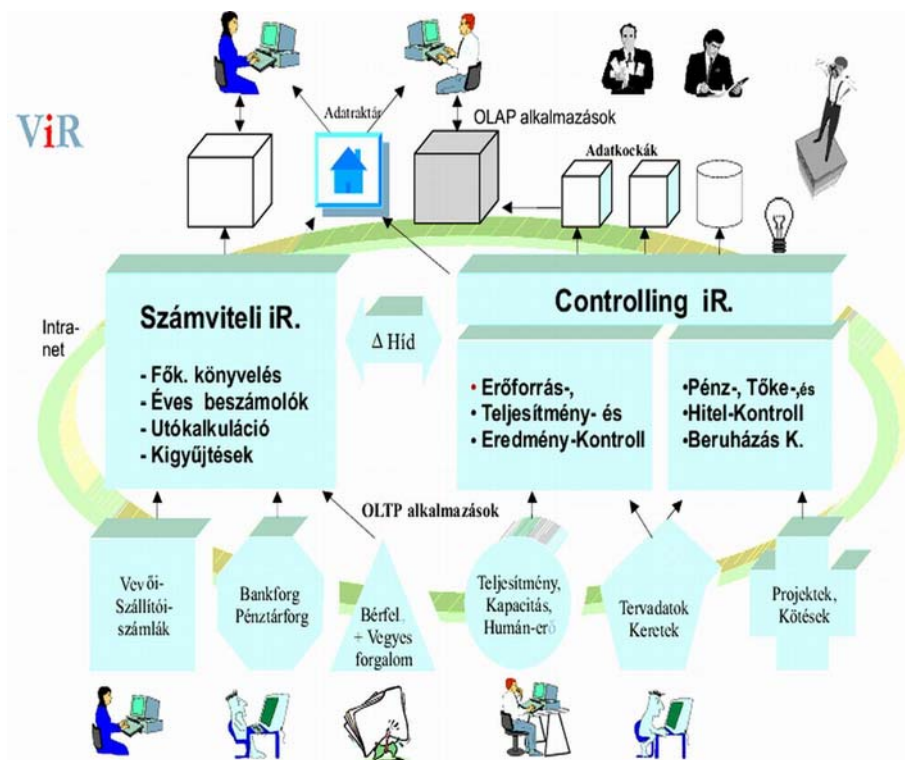 ViR
Adatraktár
OLAP alkalmazások
Adatkockák
Intra-
net
Számviteli iR.
- Fők. könyvelés
- Éves beszámolók
- Utókalkuláció
- Kigyűjtések
Δ Híd
Controlling iR.
• Erőforrás-,
• Teljesítmény- és
• Eredmény-Kontroll
•Pénz-, Tőke-,és
•Hitel-Kontroll
•Beruházás K.
OLTP alkalmazások
Vevői-
Szállítói-
számlák
Bankforg
Pénztárforg
Bérfel.
+ Vegyes
forgalom
Teljesítmény,
Kapacitás,
Humán-erő
Tervadatok
Keretek
Projektek,
Kötések